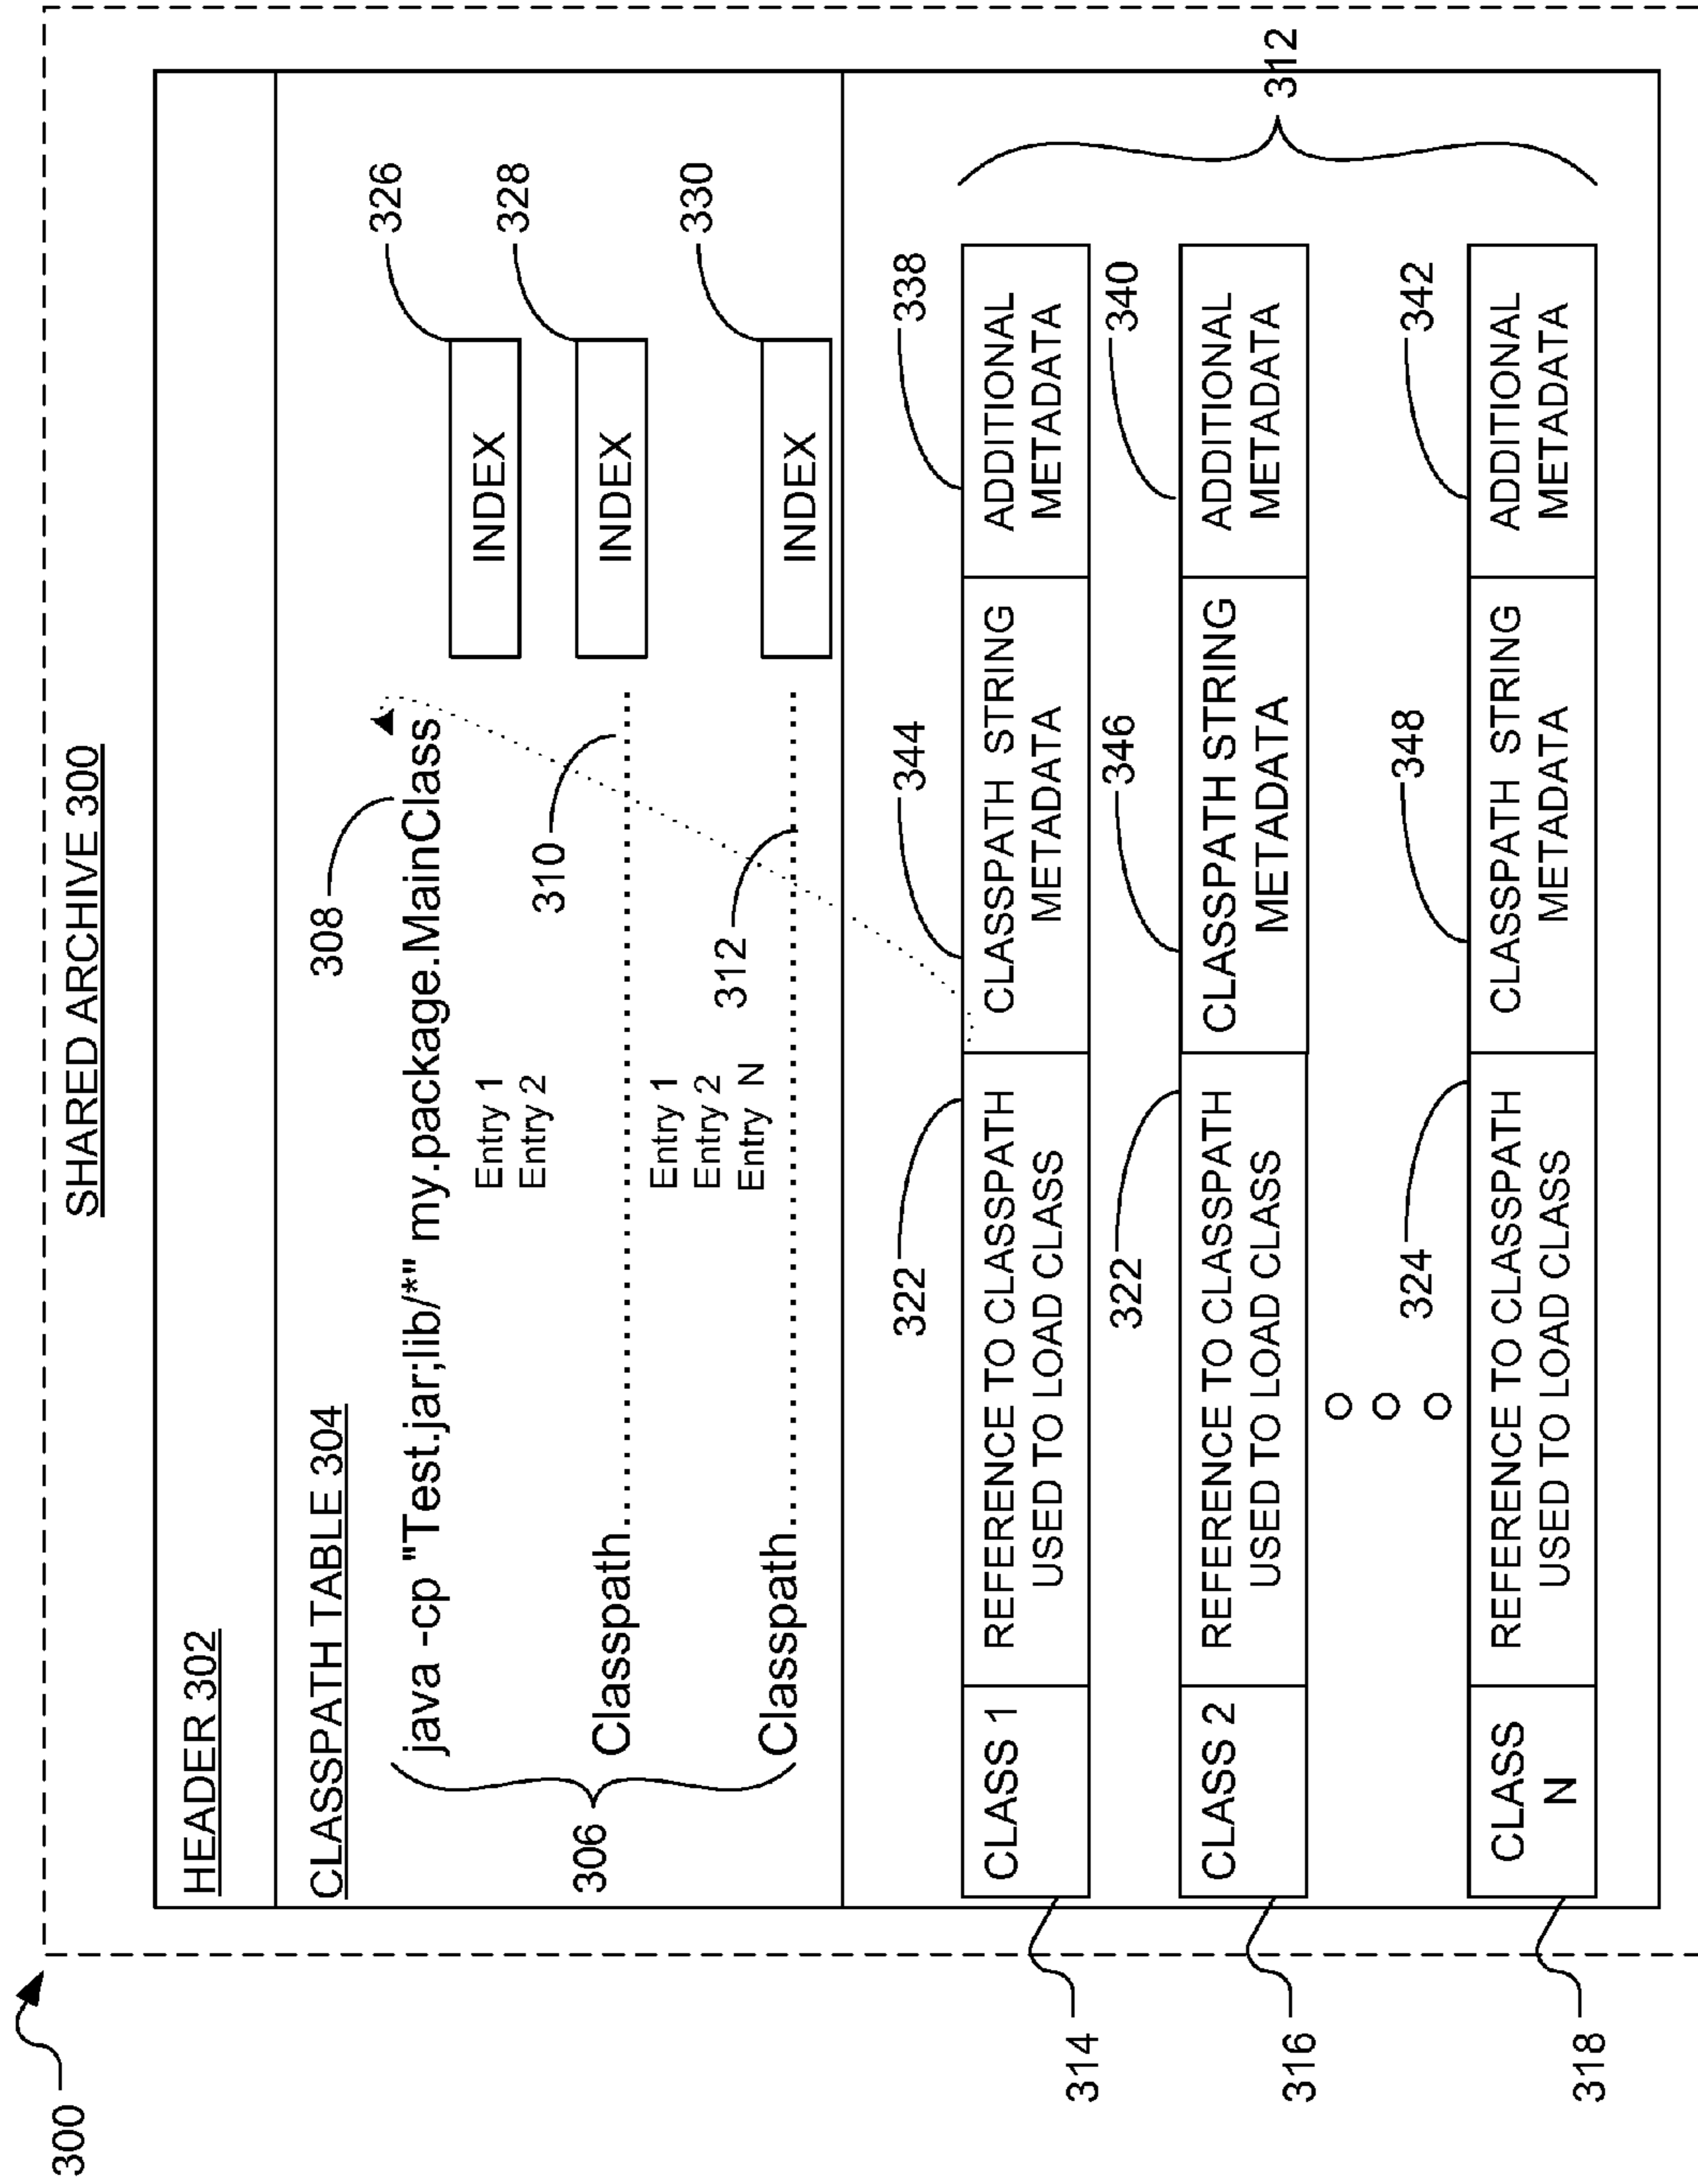 300
SHARED ARCHIVE 300
HEADER 302
CLASSPATH TABLE 304
308
326
java -cp "Test.jar;lib/*" my.package.MainClass
Entry 1
Entry 2
INDEX
328
310
306
Classpath
INDEX
Entry 1
Entry 2
Entry N
330
312
Classpath
INDEX
322
344
338
314
CLASS 1
REFERENCE TO CLASSPATH
USED TO LOAD CLASS
CLASSPATH STRING
METADATA
ADDITIONAL
METADATA
322
346
340
316
CLASS 2
REFERENCE TO CLASSPATH
USED TO LOAD CLASS
CLASSPATH STRING
METADATA
ADDITIONAL
METADATA
312
324
348
342
318
CLASS
N
REFERENCE TO CLASSPATH
USED TO LOAD CLASS
CLASSPATH STRING
METADATA
ADDITIONAL
METADATA